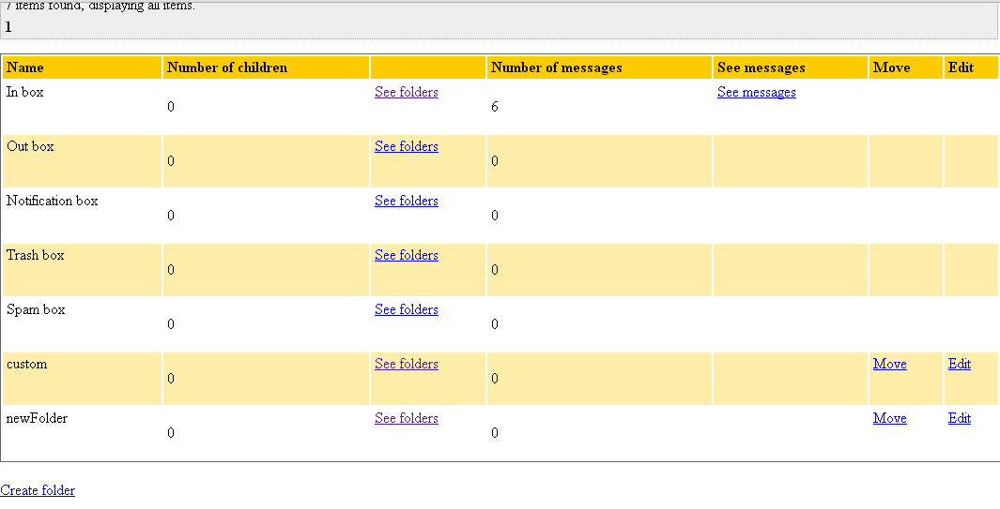 7 items found, displaying all items.
1
Name Number of children Number of messages See messages Move Edit
In box 0 See folders 6 See messages
Out box 0 See folders 0
Notification box 0 See folders 0
Trash box 0 See folders 0
Spam box 0 See folders 0
custom 0 See folders 0 Move Edit
newFolder 0 See folders 0 Move Edit
Create folder